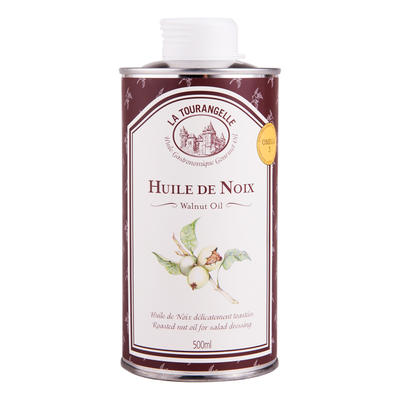 LA TOURANGELLE
Huile Gastronomique Gourmet Oil
OMEGA
3
HUILE DE NOIX
Walnut Oil
Huile de Noix délicatement toastées
Roasted nut oil for salad dressing
500ml